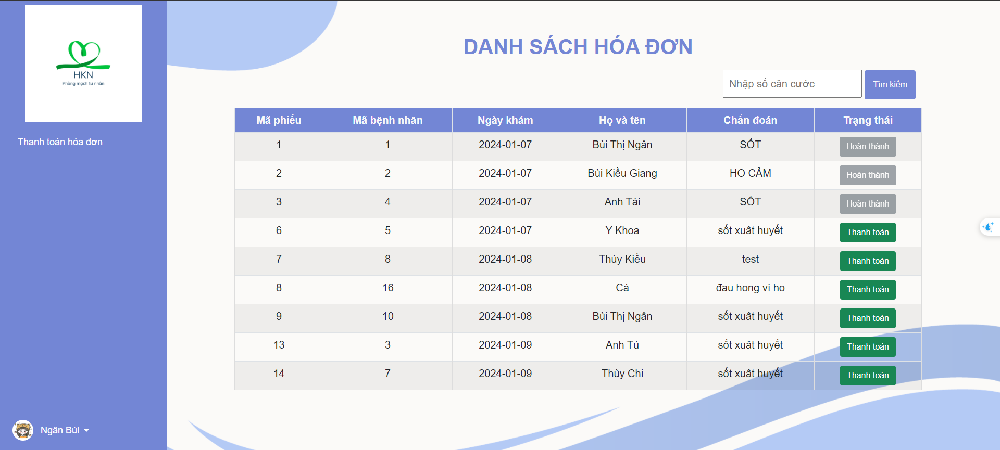 HKN
Phòng mạch tư nhân
Thanh toán hóa đơn
DANH SÁCH HÓA ĐƠN
Nhập số căn cước Tìm kiếm
Mã phiếu Mã bệnh nhân Ngày khám Họ và tên Chẩn đoán Trạng thái
1 1 2024-01-07 Bùi Thị Ngân SỐT Hoàn thành
2 2 2024-01-07 Bùi Kiều Giang HO CẢM Hoàn thành
3 4 2024-01-07 Anh Tài SỐT Hoàn thành
6 5 2024-01-07 Y Khoa sốt xuât huyết Thanh toán
7 8 2024-01-08 Thùy Kiều test Thanh toán
8 16 2024-01-08 Cá đau hong vì ho Thanh toán
9 10 2024-01-08 Bùi Thị Ngân sốt xuât huyết Thanh toán
13 3 2024-01-09 Anh Tú sốt xuât huyết Thanh toán
14 7 2024-01-09 Thùy Chi sốt xuât huyết Thanh toán
Ngân Bùi